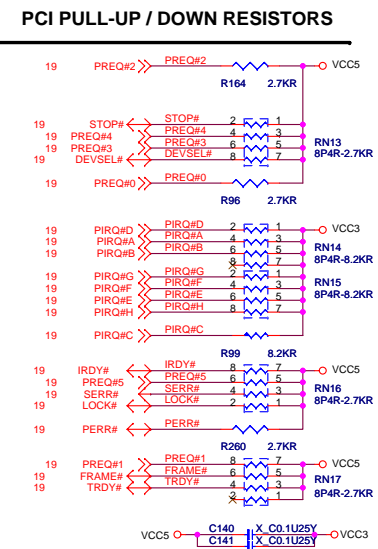 PCI PULL-UP / DOWN RESISTORS
19 PREQ#2 PREQ#2 VCC5
R164 2.7KR
19 STOP# STOP# 2 1
19 PREQ#4 PREQ#4 4 3 RN13
19 PREQ#3 PREQ#3 6 5 8P4R-2.7KR
19 DEVSEL# DEVSEL# 8 7
19 PREQ#0 PREQ#0
R96 2.7KR
19 PIRQ#D PIRQ#D 2 1 VCC3
19 PIRQ#A PIRQ#A 4 3 RN14
19 PIRQ#B PIRQ#B 6 5 8P4R-8.2KR
8 7
19 PIRQ#G PIRQ#G 2 1 RN15
19 PIRQ#F PIRQ#F 4 3 8P4R-8.2KR
19 PIRQ#E PIRQ#E 6 5
19 PIRQ#H PIRQ#H 8 7
19 PIRQ#C PIRQ#C
R99 8.2KR
19 IRDY# IRDY# 8 7 VCC5
19 PREQ#5 PREQ#5 6 5 RN16
19 SERR# SERR# 4 3 8P4R-2.7KR
19 LOCK# LOCK# 2 1
19 PERR# PERR#
R260 2.7KR
19 PREQ#1 PREQ#1 8 7 VCC5
19 FRAME# FRAME# 6 5 RN17
19 TRDY# TRDY# 4 3 8P4R-2.7KR
2 1
VCC5 C140 X_C0.1U25Y VCC3
C141 X_C0.1U25Y